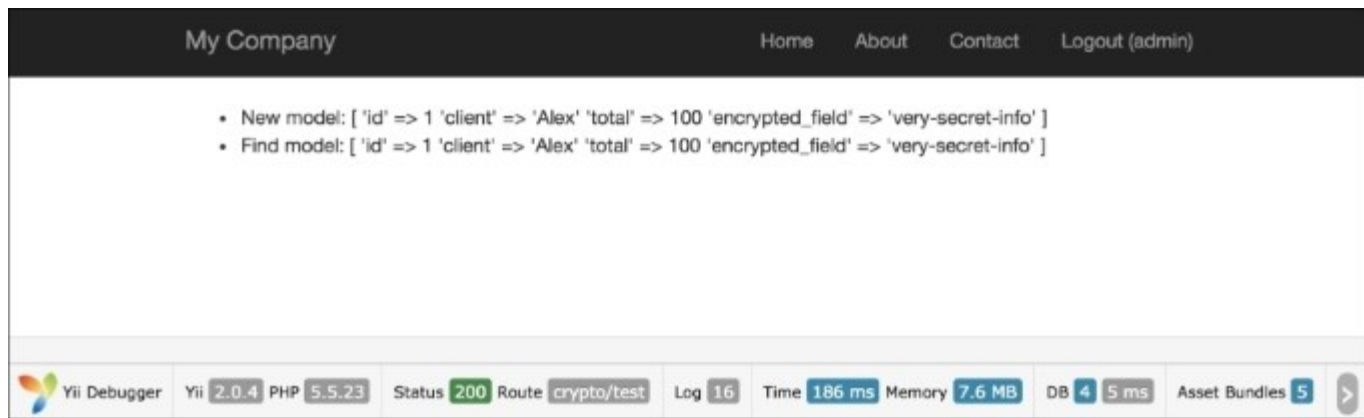 My Company Home About Contact Logout (admin)
• New model: [ 'id' => 1 'client' => 'Alex' 'total' => 100 'encrypted_field' => 'very-secret-info' ]
• Find model: [ 'id' => 1 'client' => 'Alex' 'total' => 100 'encrypted_field' => 'very-secret-info' ]
Yii Debugger Yii 2.0.4 PHP 5.5.23 Status 200 Route crypto/test Log 16 Time 186 ms Memory 7.6 MB DB 4 5 ms Asset Bundles 5